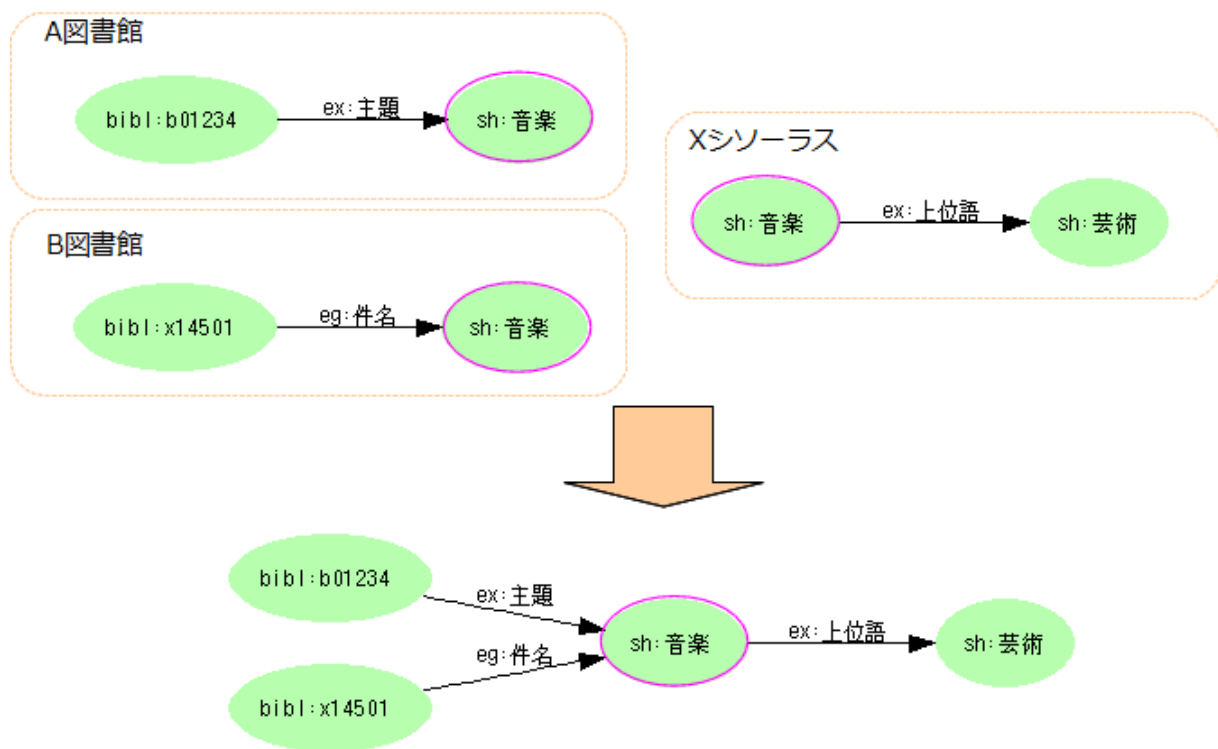 A図書館
bibl:b01234
ex:主題
sh:音楽
B図書館
bibl:x14501
eg:件名
sh:音楽
Xシソーラス
sh:音楽
ex:上位語
sh:芸術
bibl:b01234
ex:主題
bibl:x14501
eg:件名
sh:音楽
ex:上位語
sh:芸術